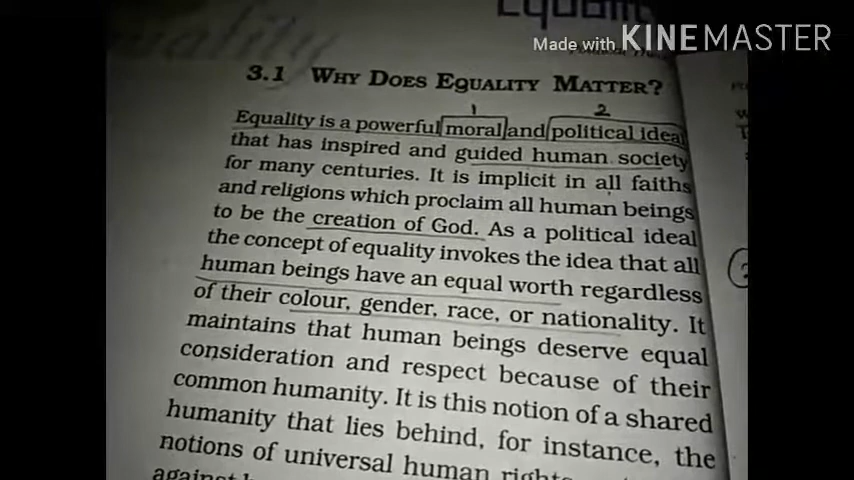 Equality
Made with KINEMASTER
3.1 WHY DOES EQUALITY MATTER?
1 2
Equality is a powerful moral and political ideal
that has inspired and guided human society
for many centuries. It is implicit in all faiths
and religions which proclaim all human beings
to be the creation of God. As a political ideal
the concept of equality invokes the idea that all
human beings have an equal worth regardless
of their colour, gender, race, or nationality. It
maintains that human beings deserve equal
consideration and respect because of their
common humanity. It is this notion of a shared
humanity that lies behind, for instance, the
notions of universal human rights
against